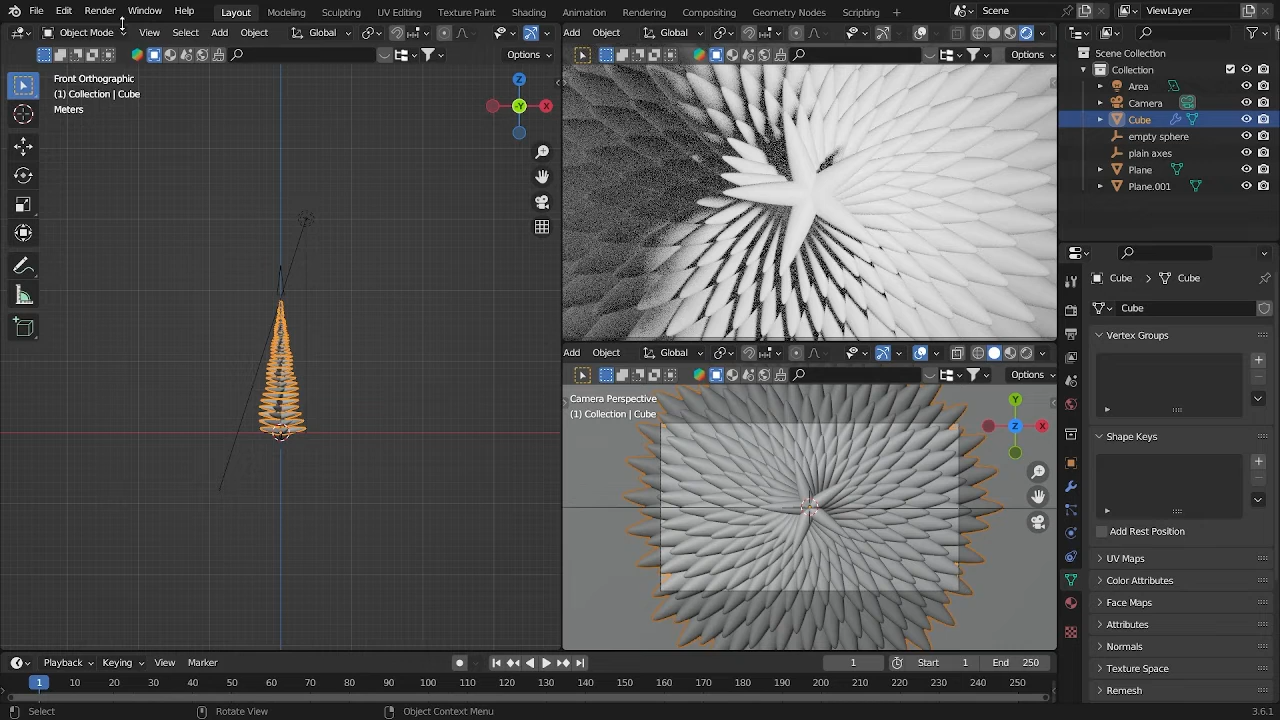 File Edit Render Window Help Layout Modeling Sculpting UV Editing Texture Paint Shading Animation Rendering Compositing Geometry Nodes Scripting Scene ViewLayer
Object Mode View Select Add Object Global
Options
Front Orthographic
(1) Collection | Cube
Meters
Z
-Y
X
Add Object Global
Options
Add Object Global
Options
Camera Perspective
(1) Collection | Cube
Y
Z
X
Scene Collection
Collection
Area
Camera
Cube
empty sphere
plain axes
Plane
Plane.001
Cube Cube
Cube
Vertex Groups
Shape Keys
Add Rest Position
UV Maps
Color Attributes
Face Maps
Attributes
Normals
Texture Space
Remesh
Playback Keying View Marker 1 Start 1 End 250
1 10 20 30 40 50 60 70 80 90 100 110 120 130 140 150 160 170 180 190 200 210 220 230 240 250
Select Rotate View Object Context Menu 3.6.1